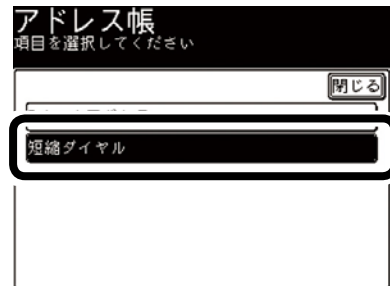 アドレス帳
項目を選択してください
閉じる
短縮ダイヤル